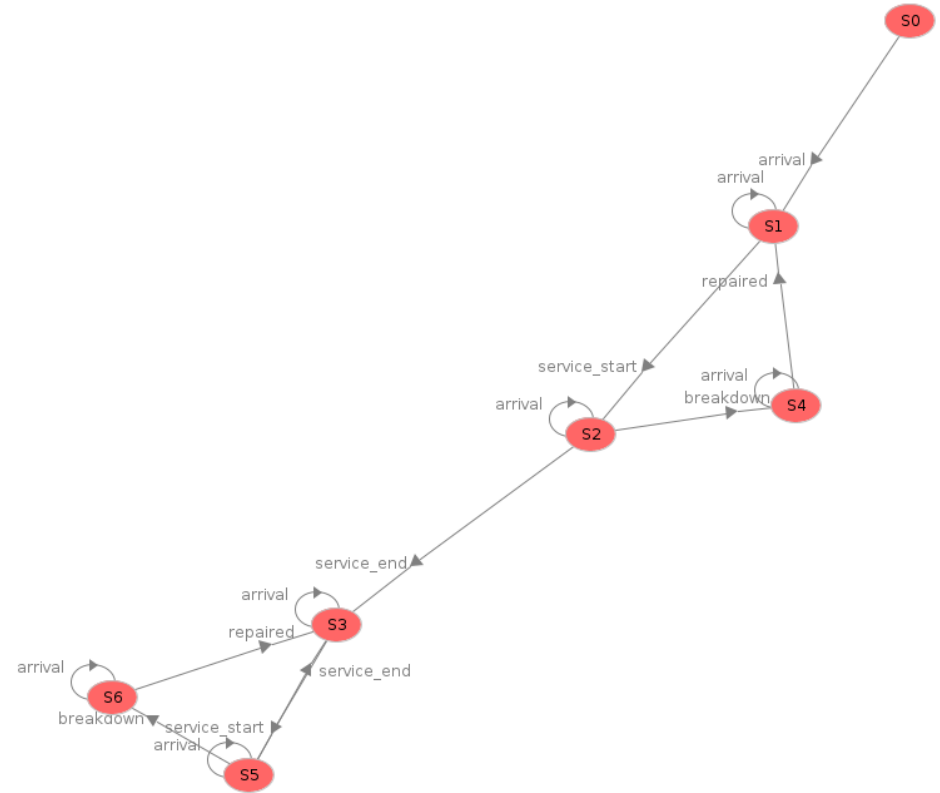 S0
arrival
arrival
S1
repaired
service_start
arrival
breakdown
arrival
S4
S2
service_end
arrival
S3
repaired
arrival
service_end
S6
breakdown
service_start
arrival
S5